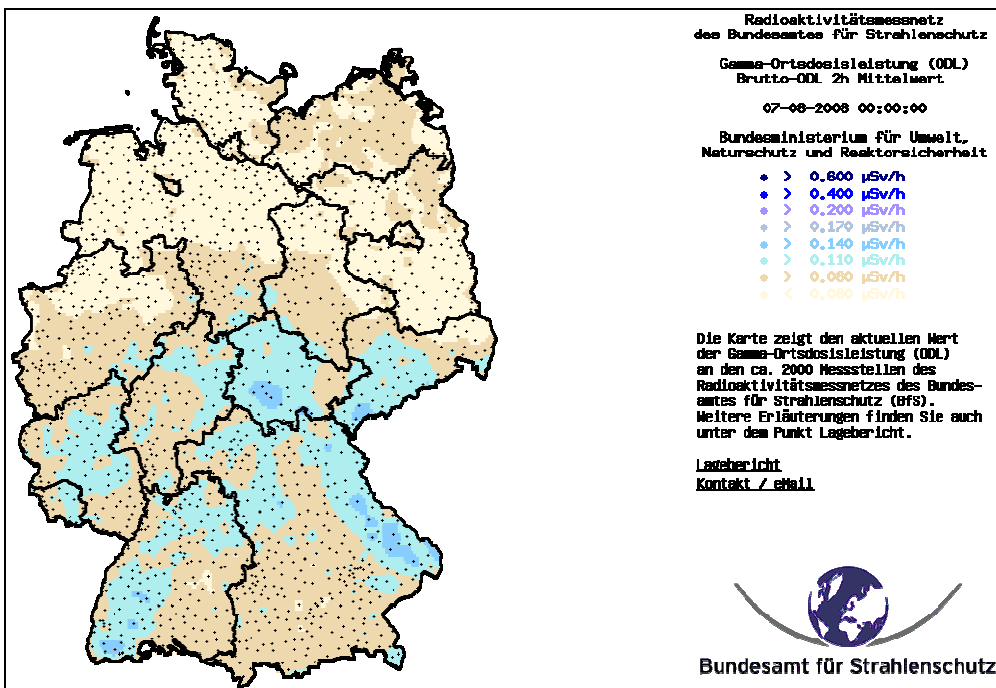 Radioaktivitätsmessnetz
des Bundesamtes für Strahlenschutz
Gamma-Ortsdosisleistung (ODL)
Brutto-ODL 2h Mittelwert
07-08-2008 00:00:00
Bundesministerium für Umwelt,
Naturschutz und Reaktorsicherheit
> 0.600 µSv/h
> 0.400 µSv/h
> 0.200 µSv/h
> 0.170 µSv/h
> 0.140 µSv/h
> 0.110 µSv/h
> 0.080 µSv/h
< 0.080 µSv/h
Die Karte zeigt den aktuellen Wert
der Gamma-Ortsdosisleistung (ODL)
an den ca. 2000 Messstellen des
Radioaktivitätsmessnetzes des Bundes-
amtes für Strahlenschutz (BfS).
Weitere Erläuterungen finden Sie auch
unter dem Punkt Lagebericht.
Lagebericht
Kontakt / eMail
Bundesamt für Strahlenschutz